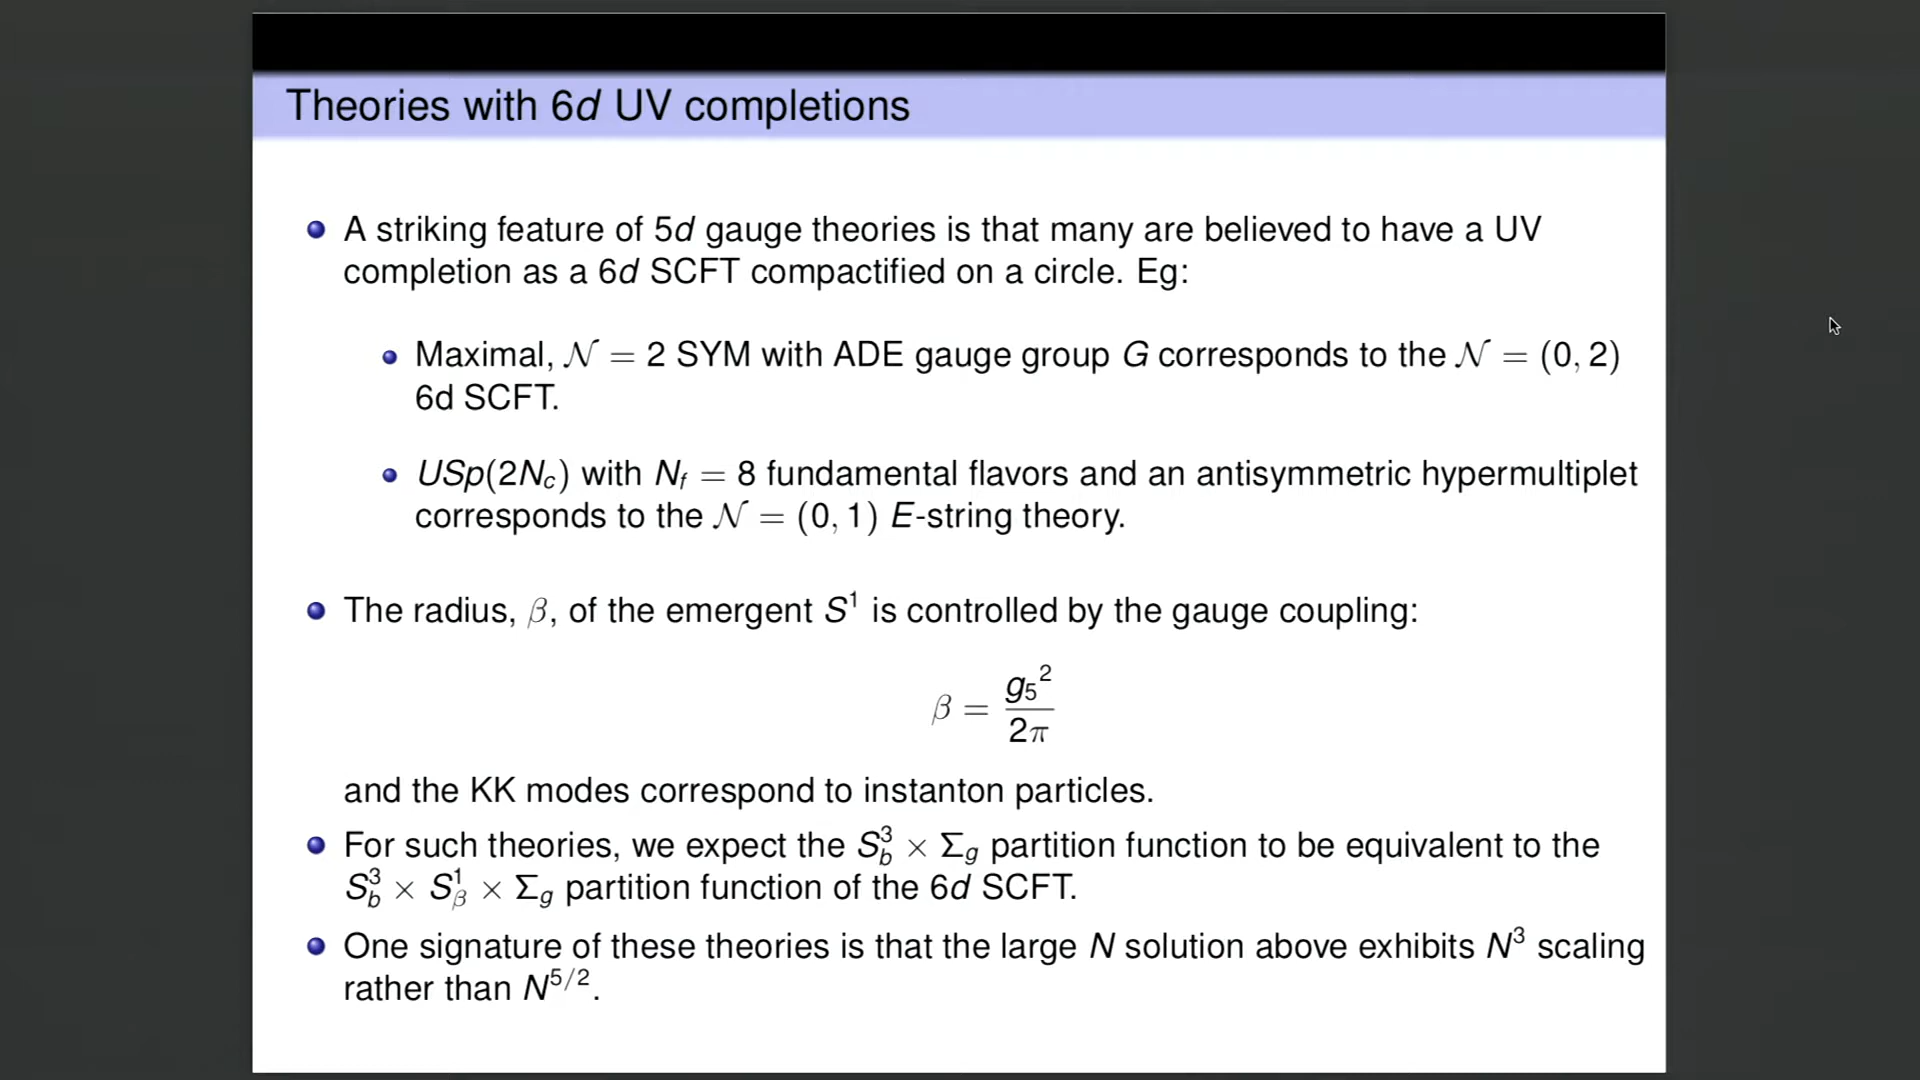 Theories with 6d UV completions
A striking feature of 5d gauge theories is that many are believed to have a UV
completion as a 6d SCFT compactified on a circle. Eg:
Maximal, 𝒩 = 2 SYM with ADE gauge group G corresponds to the 𝒩 = (0, 2)
6d SCFT.
USp(2N_c) with N_f = 8 fundamental flavors and an antisymmetric hypermultiplet
corresponds to the 𝒩 = (0, 1) E-string theory.
The radius, β, of the emergent S¹ is controlled by the gauge coupling:
β = g₅² / 2π
and the KK modes correspond to instanton particles.
For such theories, we expect the S_b^3 × Σ_g partition function to be equivalent to the
S_b^3 × S_β^1 × Σ_g partition function of the 6d SCFT.
One signature of these theories is that the large N solution above exhibits N³ scaling
rather than N^{5/2}.